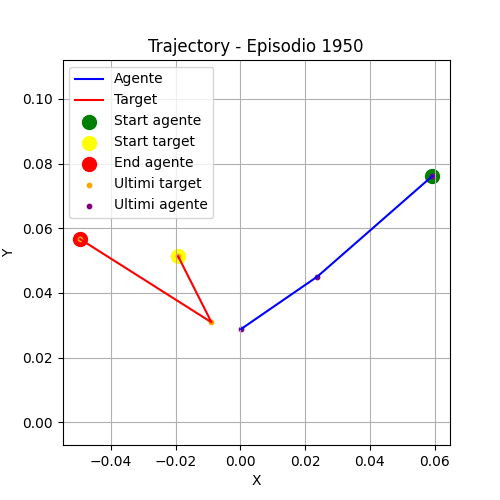 Trajectory - Episodio 1950
Agente
Target
Start agente
Start target
End agente
Ultimi target
Ultimi agente
0.10
0.08
0.06
0.04
0.02
0.00
Y
−0.04 −0.02 0.00 0.02 0.04 0.06
X